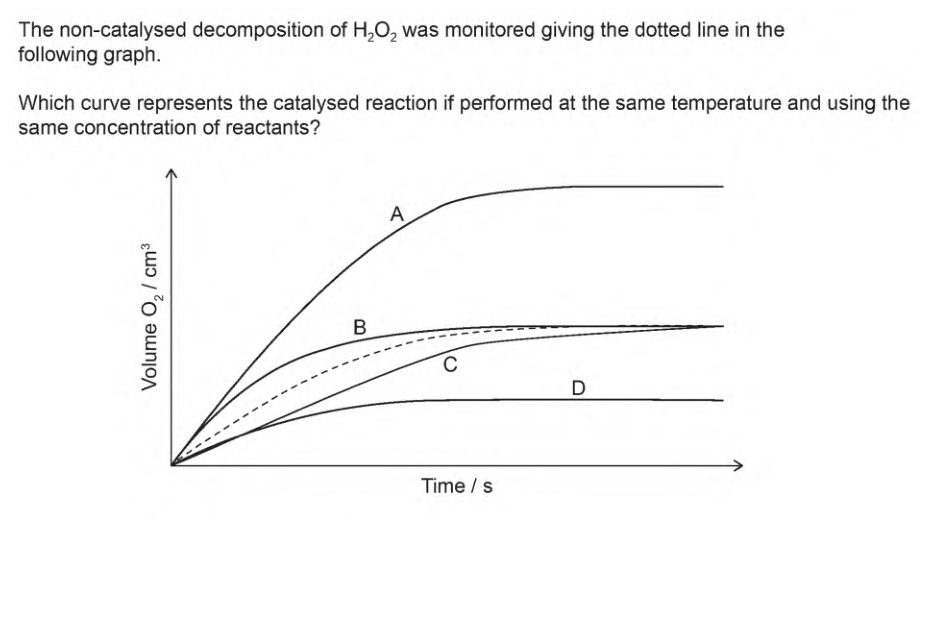 The non-catalysed decomposition of H₂O₂ was monitored giving the dotted line in the
following graph.
Which curve represents the catalysed reaction if performed at the same temperature and using the
same concentration of reactants?
A
B
C
D
Volume O₂ / cm³
Time / s